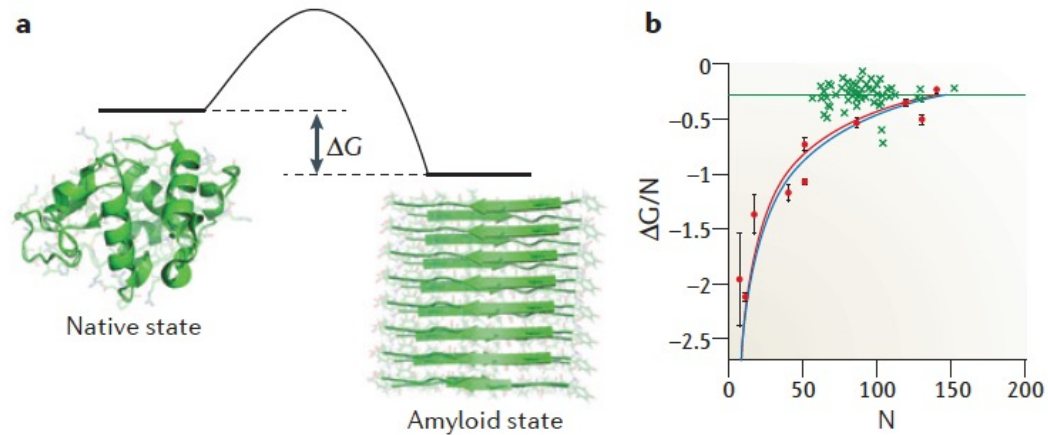 a
ΔG
Native state
Amyloid state
b
0
−0.5
−1
−1.5
−2
−2.5
ΔG/N
0 50 100 150 200
N